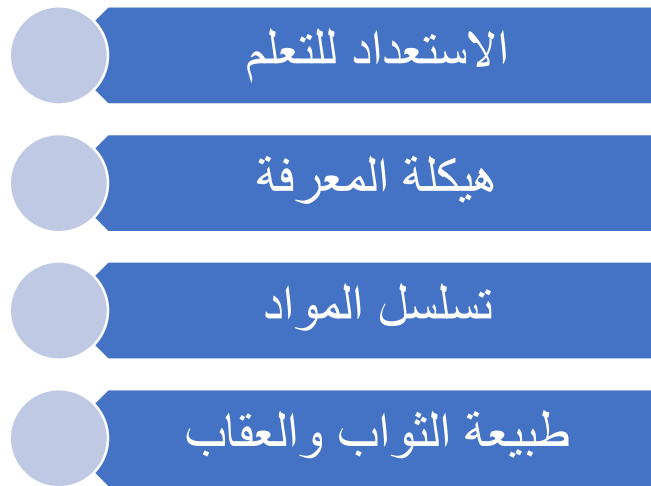 الاستعداد للتعلم
هيكلة المعرفة
تسلسل المواد
طبيعة الثواب والعقاب